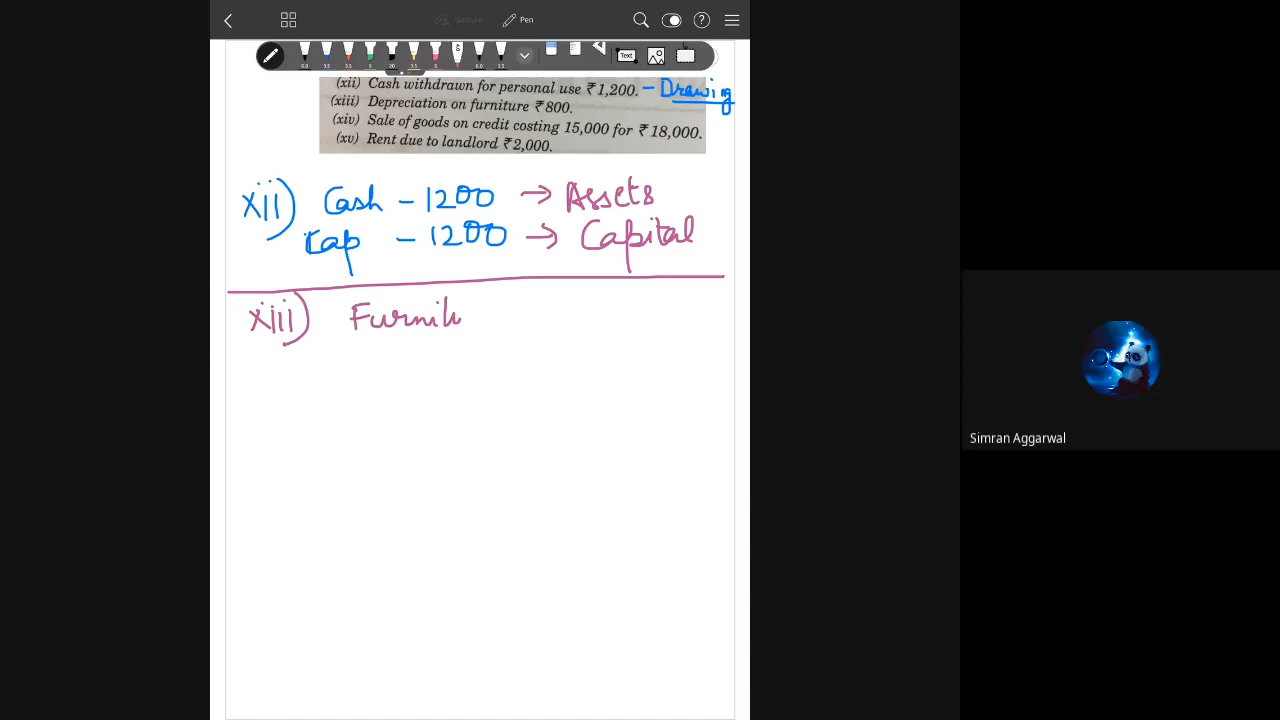 Pen
Text
(xii) Cash withdrawn for personal use ₹1,200. – Drawing
(xiii) Depreciation on furniture ₹800.
(xiv) Sale of goods on credit costing 15,000 for ₹18,000.
(xv) Rent due to landlord ₹2,000.
xii) Cash – 1200 → Assets
Cap – 1200 → Capital
xiii) Furnit
Simran Aggarwal